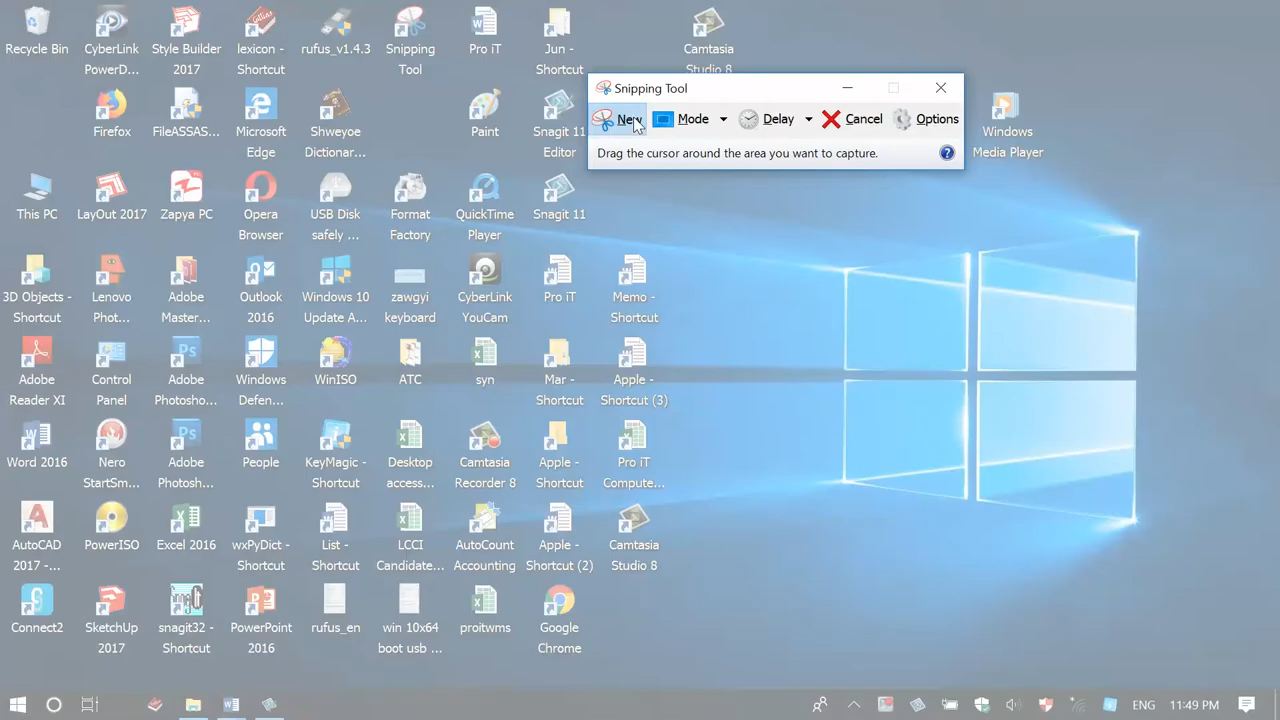 Recycle Bin
CyberLink PowerD...
Style Builder 2017
lexicon - Shortcut
rufus_v1.4.3
Snipping Tool
Pro iT
Jun - Shortcut
Camtasia Studio 8
Snipping Tool
New
Mode
Delay
Cancel
Options
Drag the cursor around the area you want to capture.
Firefox
FileASSAS...
Microsoft Edge
Shweyoe Dictionar...
Paint
Snagit 11 Editor
Windows Media Player
This PC
LayOut 2017
Zapya PC
Opera Browser
USB Disk safely ...
Format Factory
QuickTime Player
Snagit 11
3D Objects - Shortcut
Lenovo Phot...
Adobe Master...
Outlook 2016
Windows 10 Update A...
zawgyi keyboard
CyberLink YouCam
Pro iT
Memo - Shortcut
Adobe Reader XI
Control Panel
Adobe Photosho...
Windows Defen...
WinISO
ATC
syn
Mar - Shortcut
Apple - Shortcut (3)
Word 2016
Nero StartSm...
Adobe Photosh...
People
KeyMagic - Shortcut
Desktop access...
Camtasia Recorder 8
Apple - Shortcut
Pro iT Compute...
AutoCAD 2017 -...
PowerISO
Excel 2016
wxPyDict - Shortcut
List - Shortcut
LCCI Candidate...
AutoCount Accounting
Apple - Shortcut (2)
Camtasia Studio 8
Connect2
SketchUp 2017
snagit32 - Shortcut
PowerPoint 2016
rufus_en
win 10x64 boot usb ...
proitwms
Google Chrome
ENG
11:49 PM